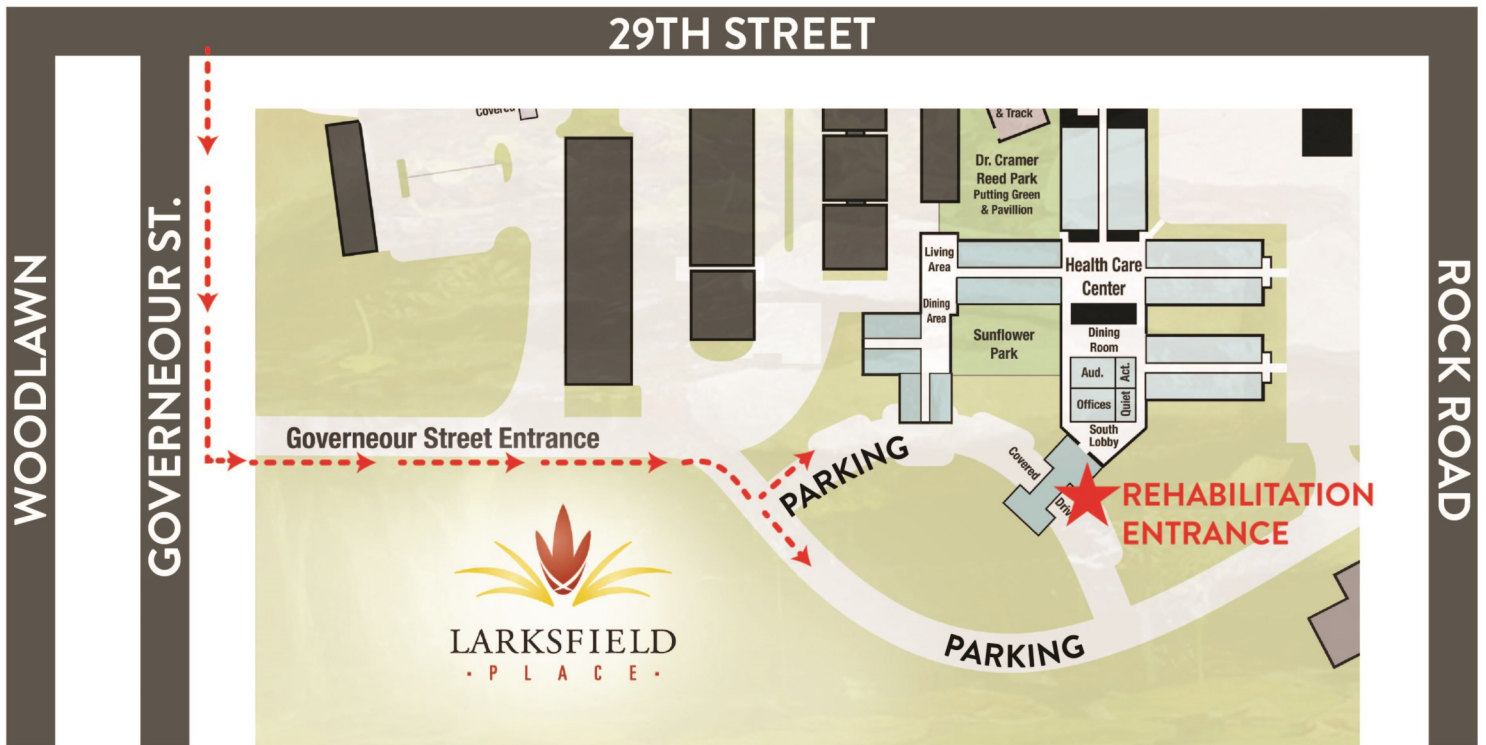 29TH STREET
WOODLAWN
GOVERNEOUR ST.
ROCK ROAD
Covered
& Track
Dr. Cramer
Reed Park
Putting Green
& Pavillion
Living
Area
Dining
Area
Health Care
Center
Dining
Room
Sunflower
Park
Aud.
Act.
Offices
Quiet
South
Lobby
Governeour Street Entrance
PARKING
Covered
Driv
REHABILITATION
ENTRANCE
LARKSFIELD
· PLACE ·
PARKING